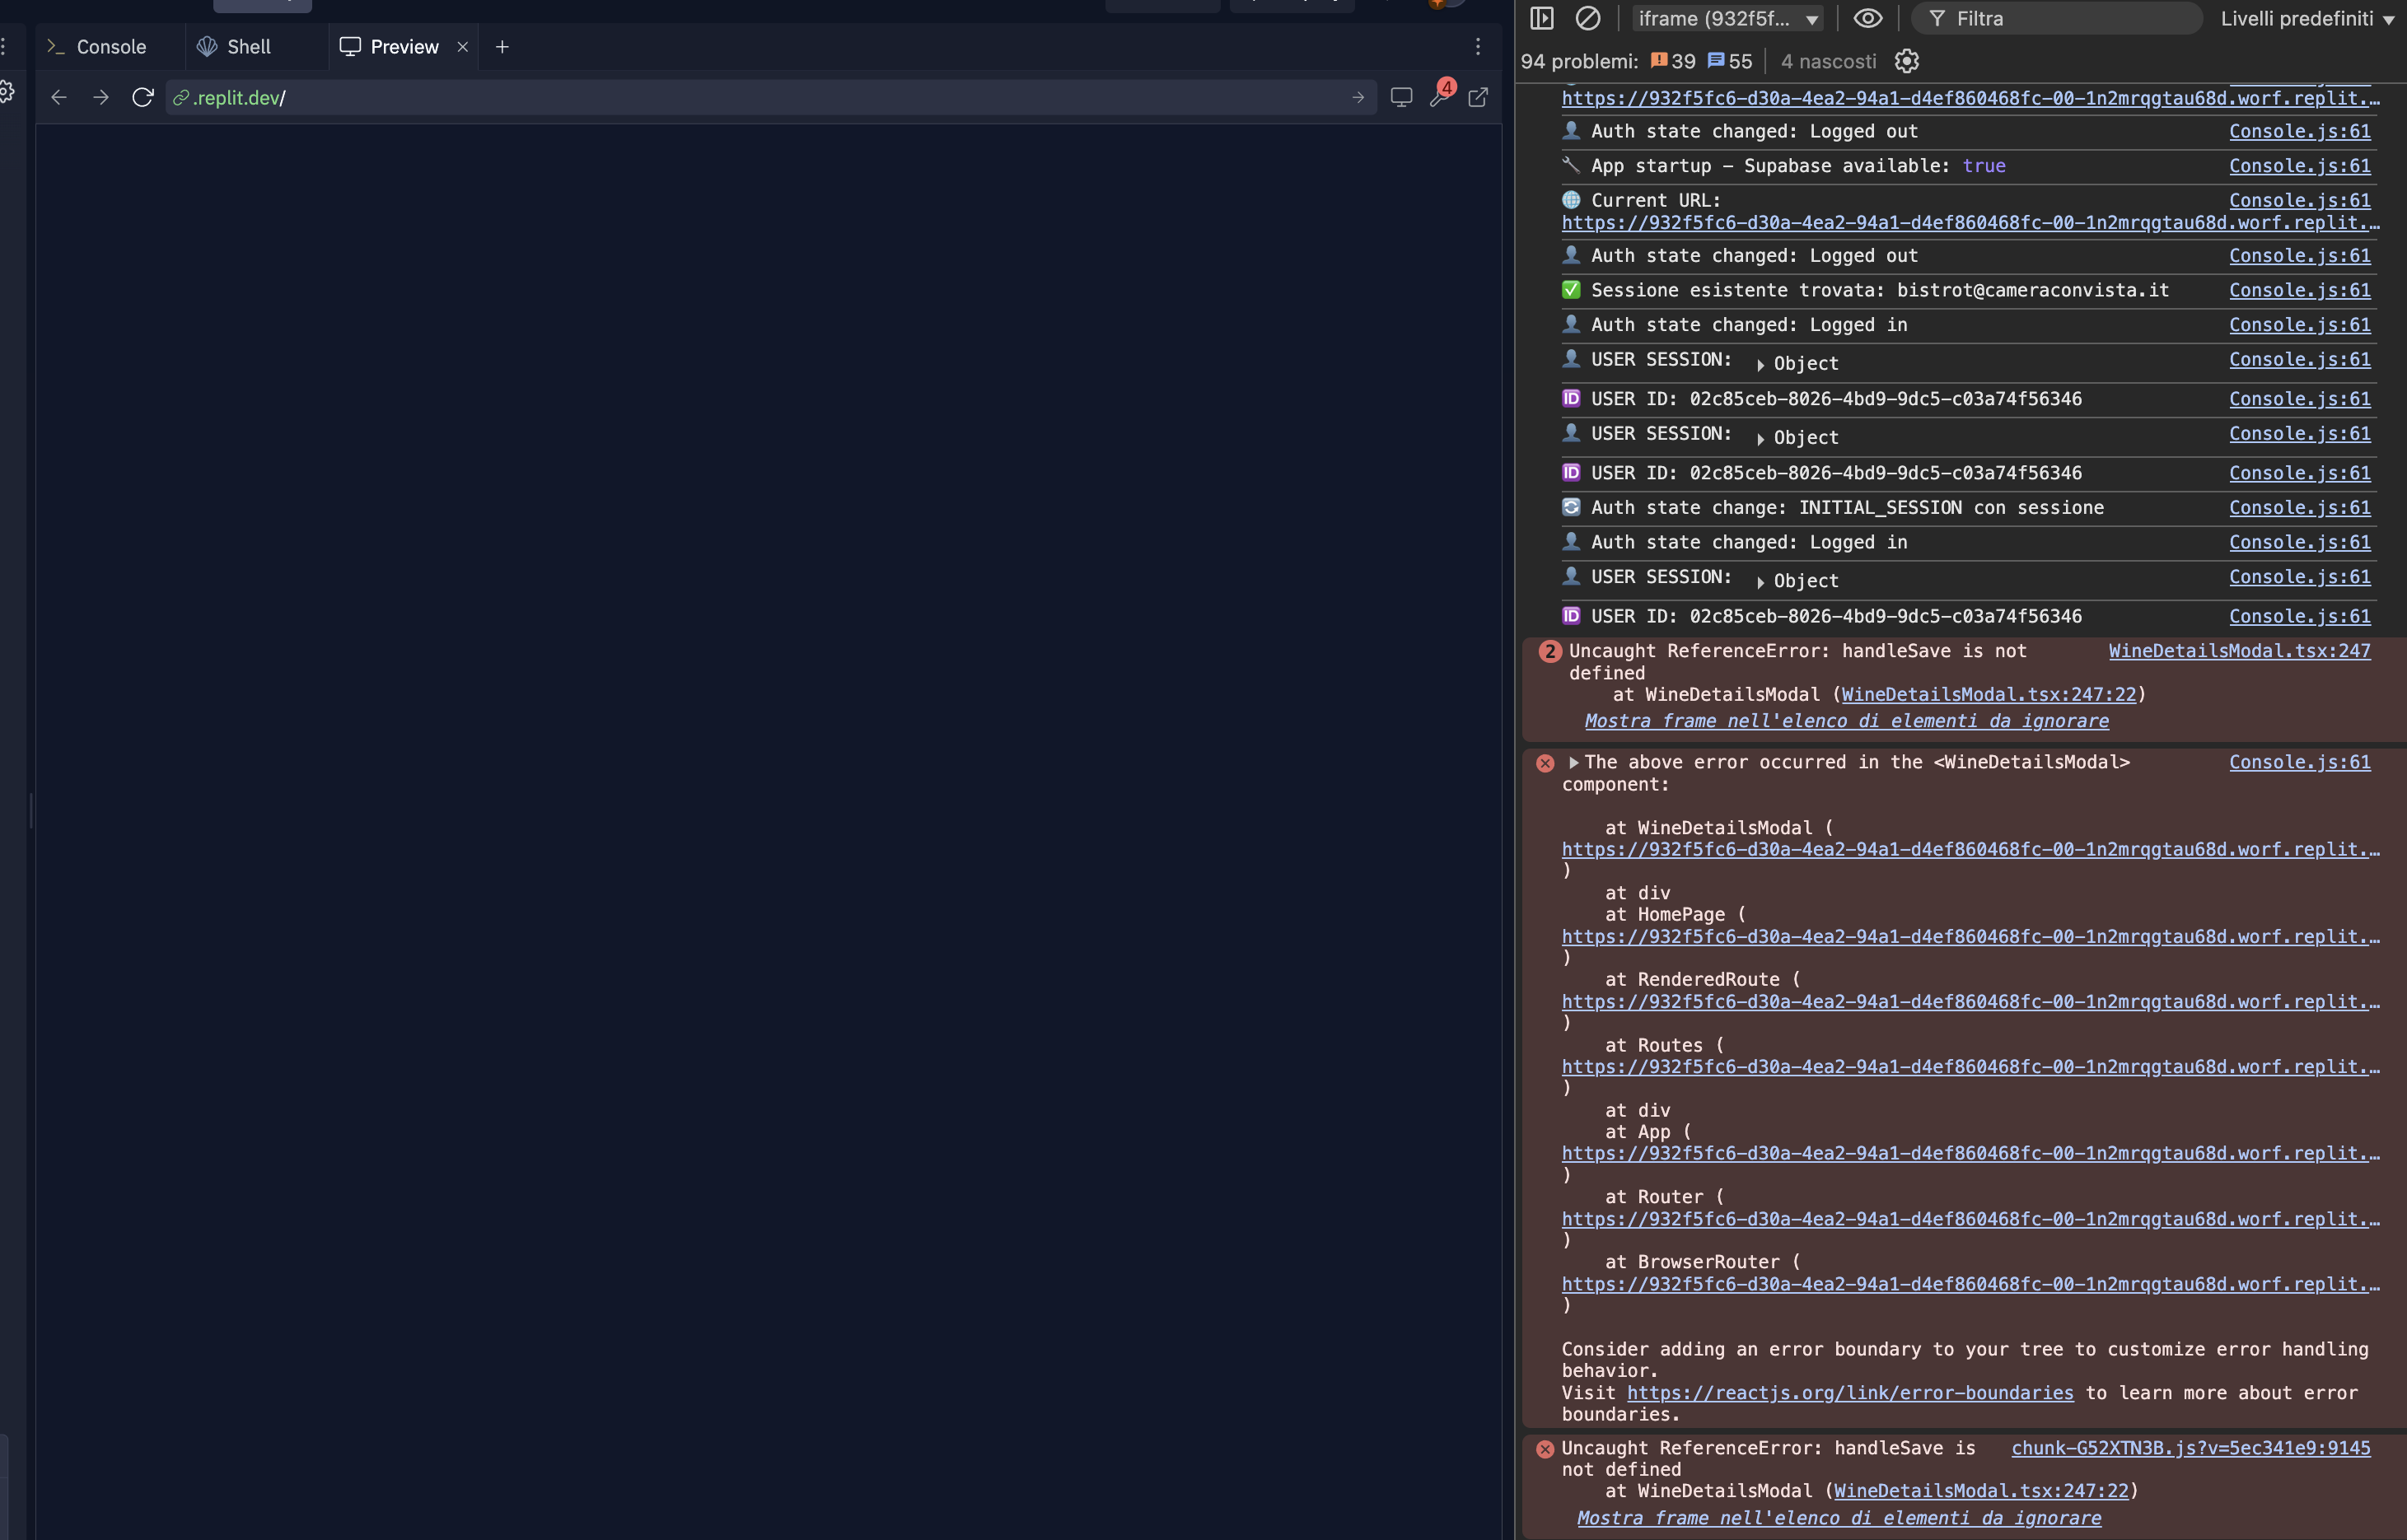 Console
Shell
Preview
.replit.dev/
4
iframe (932f5f...
Filtra
Livelli predefiniti
94 problemi: 39 55 4 nascosti
https://932f5fc6-d30a-4ea2-94a1-d4ef860468fc-00-1n2mrqgtau68d.worf.replit.…
Auth state changed: Logged out Console.js:61
App startup - Supabase available: true Console.js:61
Current URL: Console.js:61
https://932f5fc6-d30a-4ea2-94a1-d4ef860468fc-00-1n2mrqgtau68d.worf.replit.…
Auth state changed: Logged out Console.js:61
✅ Sessione esistente trovata: bistrot@cameraconvista.it Console.js:61
Auth state changed: Logged in Console.js:61
USER SESSION: ▶ Object Console.js:61
ID USER ID: 02c85ceb-8026-4bd9-9dc5-c03a74f56346 Console.js:61
USER SESSION: ▶ Object Console.js:61
ID USER ID: 02c85ceb-8026-4bd9-9dc5-c03a74f56346 Console.js:61
Auth state change: INITIAL_SESSION con sessione Console.js:61
Auth state changed: Logged in Console.js:61
USER SESSION: ▶ Object Console.js:61
ID USER ID: 02c85ceb-8026-4bd9-9dc5-c03a74f56346 Console.js:61
2 Uncaught ReferenceError: handleSave is not WineDetailsModal.tsx:247
defined
at WineDetailsModal (WineDetailsModal.tsx:247:22)
Mostra frame nell'elenco di elementi da ignorare
▶ The above error occurred in the <WineDetailsModal> Console.js:61
component:
at WineDetailsModal (
https://932f5fc6-d30a-4ea2-94a1-d4ef860468fc-00-1n2mrqgtau68d.worf.replit.…
)
at div
at HomePage (
https://932f5fc6-d30a-4ea2-94a1-d4ef860468fc-00-1n2mrqgtau68d.worf.replit.…
)
at RenderedRoute (
https://932f5fc6-d30a-4ea2-94a1-d4ef860468fc-00-1n2mrqgtau68d.worf.replit.…
)
at Routes (
https://932f5fc6-d30a-4ea2-94a1-d4ef860468fc-00-1n2mrqgtau68d.worf.replit.…
)
at div
at App (
https://932f5fc6-d30a-4ea2-94a1-d4ef860468fc-00-1n2mrqgtau68d.worf.replit.…
)
at Router (
https://932f5fc6-d30a-4ea2-94a1-d4ef860468fc-00-1n2mrqgtau68d.worf.replit.…
)
at BrowserRouter (
https://932f5fc6-d30a-4ea2-94a1-d4ef860468fc-00-1n2mrqgtau68d.worf.replit.…
)
Consider adding an error boundary to your tree to customize error handling
behavior.
Visit https://reactjs.org/link/error-boundaries to learn more about error
boundaries.
Uncaught ReferenceError: handleSave is chunk-G52XTN3B.js?v=5ec341e9:9145
not defined
at WineDetailsModal (WineDetailsModal.tsx:247:22)
Mostra frame nell'elenco di elementi da ignorare